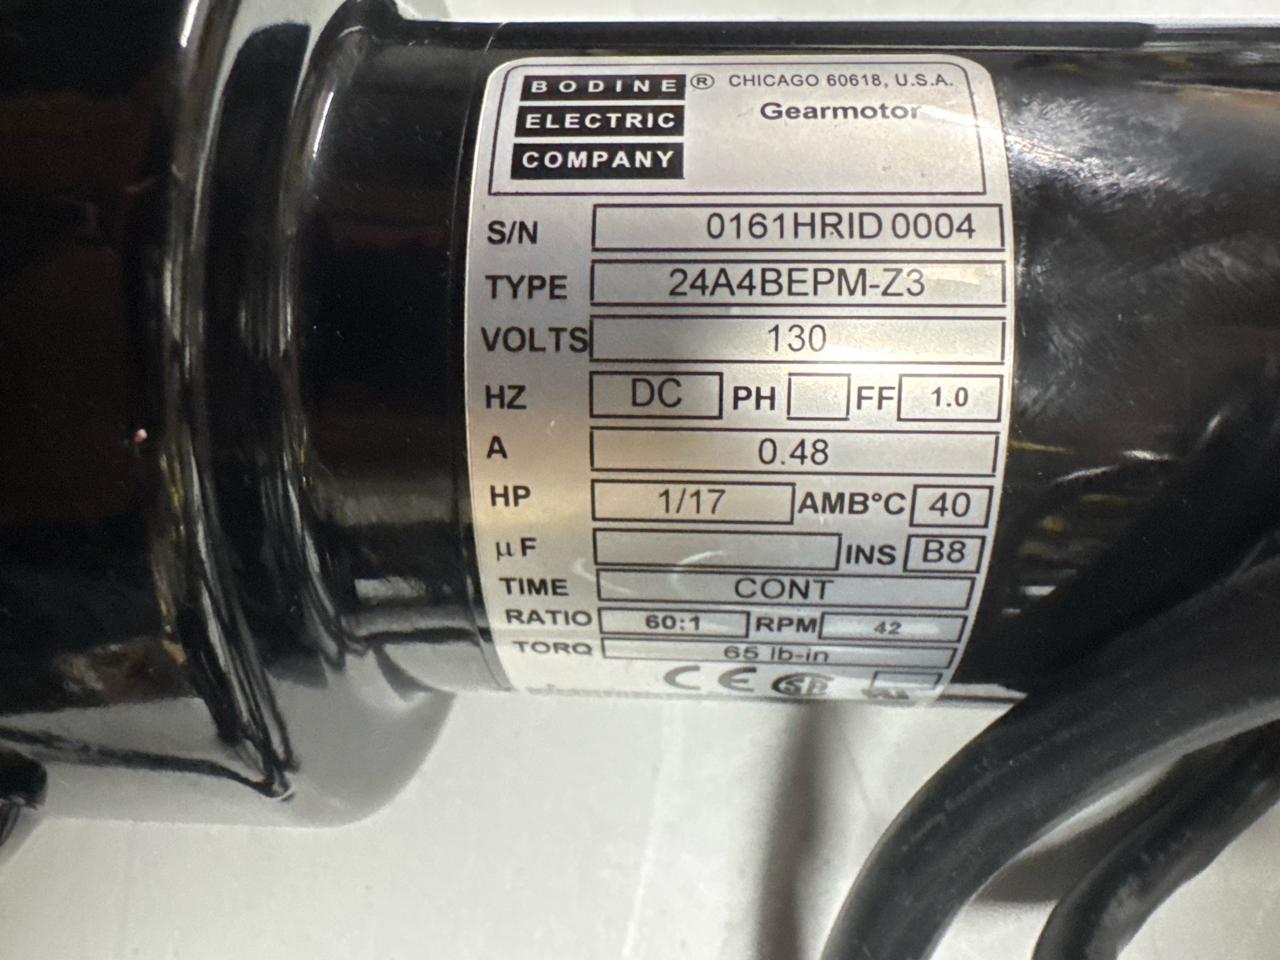 BODINE ® CHICAGO 60618, U.S.A.
ELECTRIC Gearmotor
COMPANY
S/N 0161HRID 0004
TYPE 24A4BEPM-Z3
VOLTS 130
HZ DC PH FF 1.0
A 0.48
HP 1/17 AMB°C 40
µF INS B8
TIME CONT
RATIO 60:1 RPM 42
TORQ 65 lb-in
CE